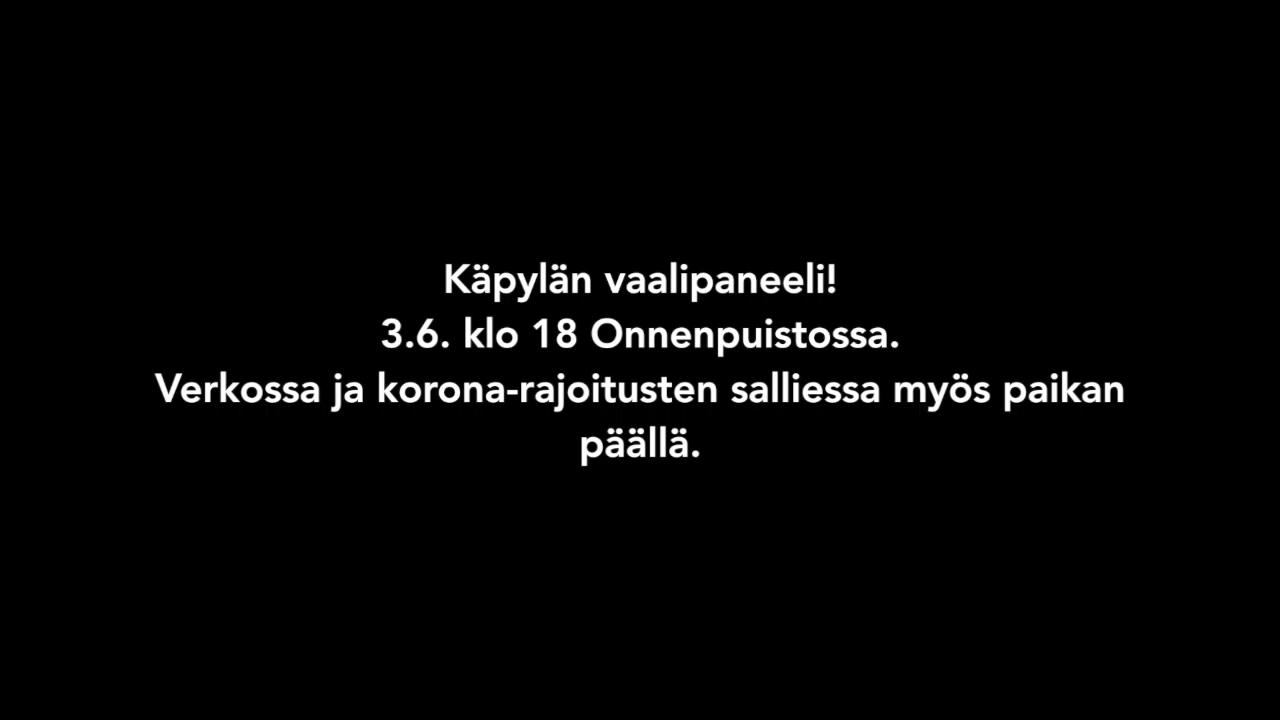 Käpylän vaalipaneeli!
3.6. klo 18 Onnenpuistossa.
Verkossa ja korona-rajoitusten salliessa myös paikan
päällä.